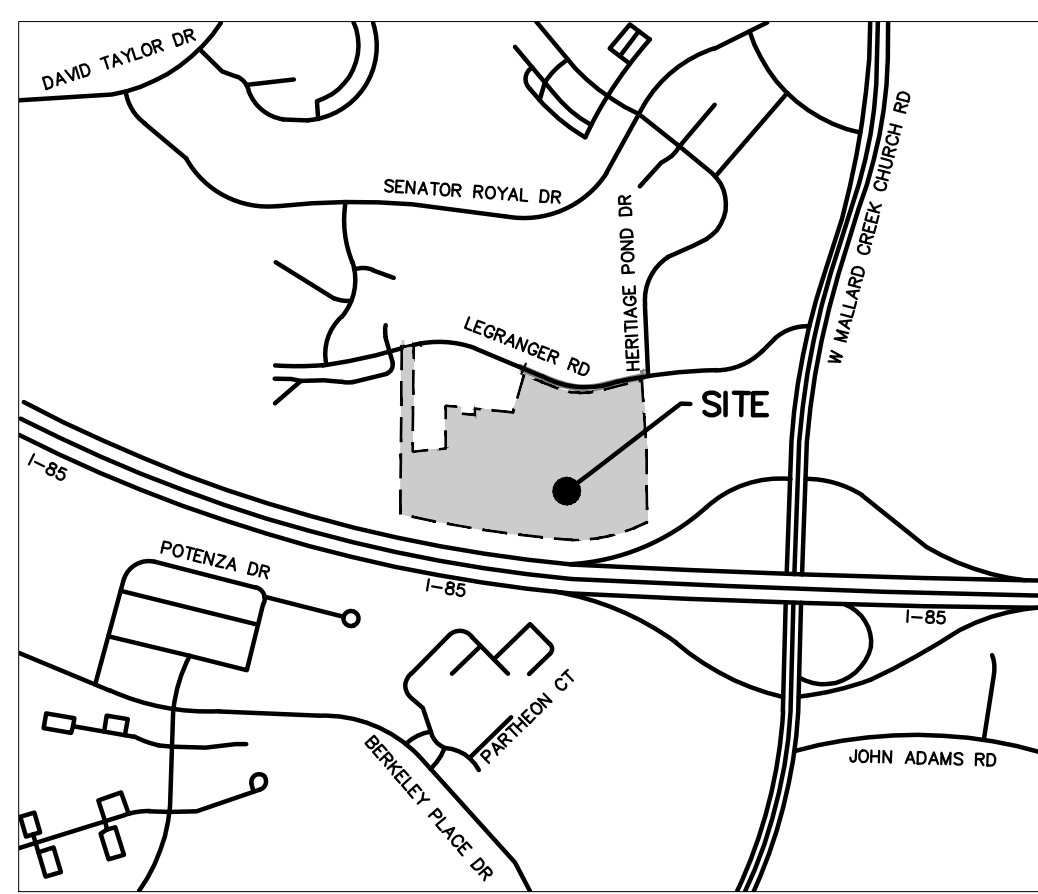 DAVID TAYLOR DR
SENATOR ROYAL DR
W MALLARD CREEK CHURCH RD
HERITIAGE POND DR
LEGRANGER RD
SITE
I-85
POTENZA DR
I-85
I-85
PARTHEON CT
BERKELEY PLACE DR
JOHN ADAMS RD